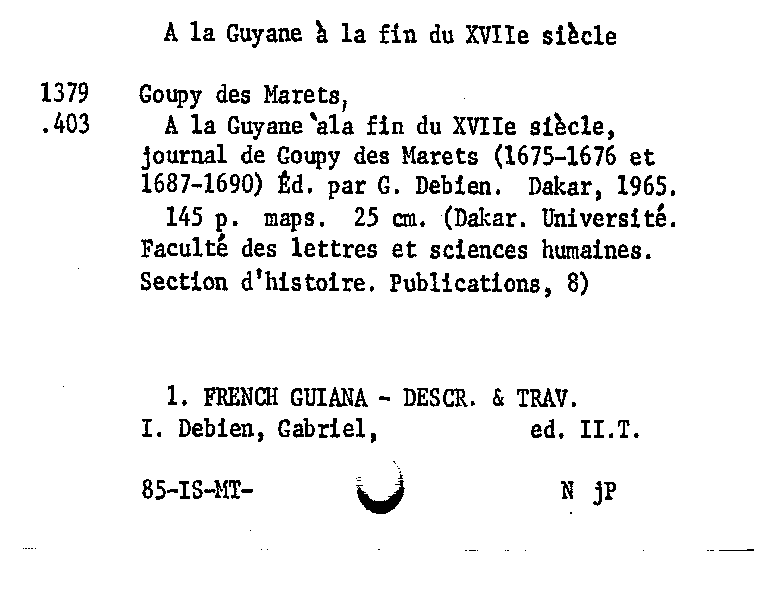 A la Guyane à la fin du XVIIe siècle
1379 Goupy des Marets,
.403 A la Guyane `ala fin du XVIIe siècle,
journal de Goupy des Marets (1675-1676 et
1687-1690) Éd. par G. Debien. Dakar, 1965.
145 p. maps. 25 cm. (Dakar. Université.
Faculté des lettres et sciences humaines.
Section d'histoire. Publications, 8)
1. FRENCH GUIANA - DESCR. & TRAV.
I. Debien, Gabriel, ed. II.T.
85-IS-MT- N jP